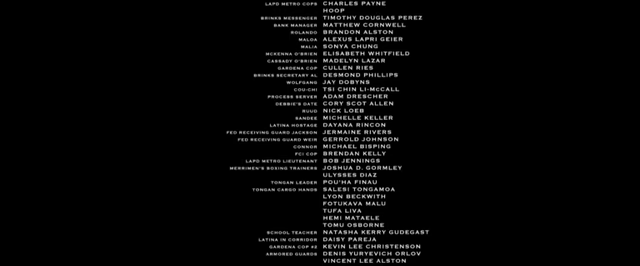 LAPD METRO COPS CHARLES PAYNE
HOOP
BRINKS MESSENGER TIMOTHY DOUGLAS PEREZ
BANK MANAGER MATTHEW CORNWELL
ROLANDO BRANDON ALSTON
MALOA ALEXUS LAPRI GEIER
MALIA SONYA CHUNG
MCKENNA O'BRIEN ELISABETH WHITFIELD
CASSADY O'BRIEN MADELYN LAZAR
GARDENA COP CULLEN RIES
BRINKS SECRETARY AL DESMOND PHILLIPS
WOLFGANG JAY DOBYNS
COU-CHI TSI CHIN LI-MCCALL
PROCESS SERVER ADAM DRESCHER
DEBBIE'S DATE CORY SCOT ALLEN
RUUD NICK LOEB
SANDEE MICHELLE KELLER
LATINA HOSTAGE DAYANA RINCON
FED RECEIVING GUARD JACKSON JERMAINE RIVERS
FED RECEIVING GUARD WEIR GERROLD JOHNSON
CONNOR MICHAEL BISPING
FCI COP BRENDAN KELLY
LAPD METRO LIEUTENANT BOB JENNINGS
MERRIMEN'S BOXING TRAINERS JOSHUA D. GORMLEY
ULYSSES DIAZ
TONGAN LEADER POU'HA FINAU
TONGAN CARGO HANDS SALESI TONGAMOA
LYON BECKWITH
FOTUKAVA MALU
TUFA LIVA
HEMI MATAELE
TOMU OSBORNE
SCHOOL TEACHER NATASHA KERRY GUDEGAST
LATINA IN CORRIDOR DAISY PAREJA
GARDENA COP #2 KEVIN LEE CHRISTENSON
ARMORED GUARDS DENIS YURYEVICH ORLOV
VINCENT LEE ALSTON